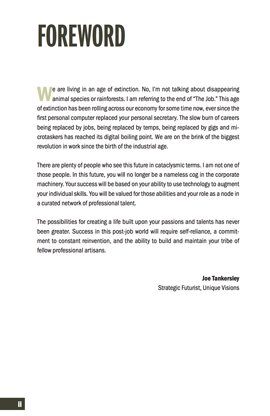 FOREWORD
We are living in an age of extinction. No, I'm not talking about disappearing
animal species or rainforests. I am referring to the end of "The Job." This age
of extinction has been rolling across our economy for some time now, ever since the
first personal computer replaced your personal secretary. The slow burn of careers
being replaced by jobs, being replaced by temps, being replaced by gigs and mi-
crotaskers has reached its digital boiling point. We are on the brink of the biggest
revolution in work since the birth of the industrial age.
There are plenty of people who see this future in cataclysmic terms. I am not one of
those people. In this future, you will no longer be a nameless cog in the corporate
machinery. Your success will be based on your ability to use technology to augment
your individual skills. You will be valued for those abilities and your role as a node in
a curated network of professional talent.
The possibilities for creating a life built upon your passions and talents has never
been greater. Success in this post-job world will require self-reliance, a commit-
ment to constant reinvention, and the ability to build and maintain your tribe of
fellow professional artisans.
Joe Tankersley
Strategic Futurist, Unique Visions
II